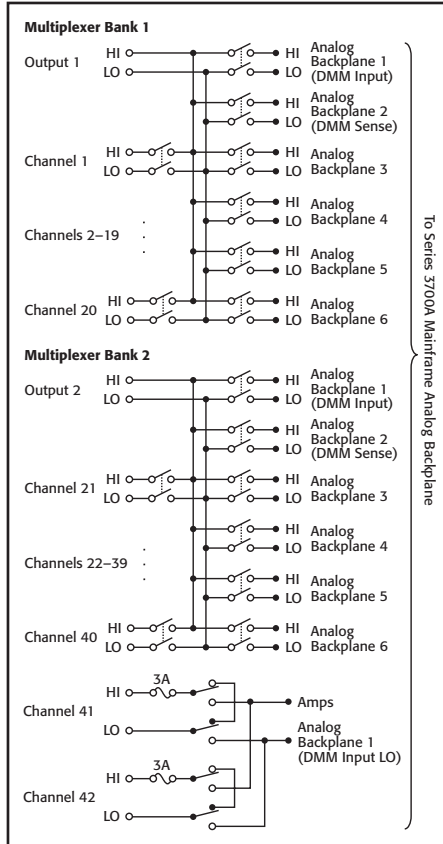 Multiplexer Bank 1
Output 1
HI
LO
HI Analog
LO Backplane 1
(DMM Input)
HI Analog
LO Backplane 2
(DMM Sense)
Channel 1
HI
LO
HI Analog
LO Backplane 3
Channels 2–19
HI Analog
LO Backplane 4
HI Analog
LO Backplane 5
Channel 20
HI
LO
HI Analog
LO Backplane 6
Multiplexer Bank 2
Output 2
HI
LO
HI Analog
LO Backplane 1
(DMM Input)
HI Analog
LO Backplane 2
(DMM Sense)
Channel 21
HI
LO
HI Analog
LO Backplane 3
Channels 22–39
HI Analog
LO Backplane 4
HI Analog
LO Backplane 5
Channel 40
HI
LO
HI Analog
LO Backplane 6
Channel 41
HI
3A
LO
Amps
Analog
Backplane 1
(DMM Input LO)
Channel 42
HI
3A
LO
To Series 3700A Mainframe Analog Backplane